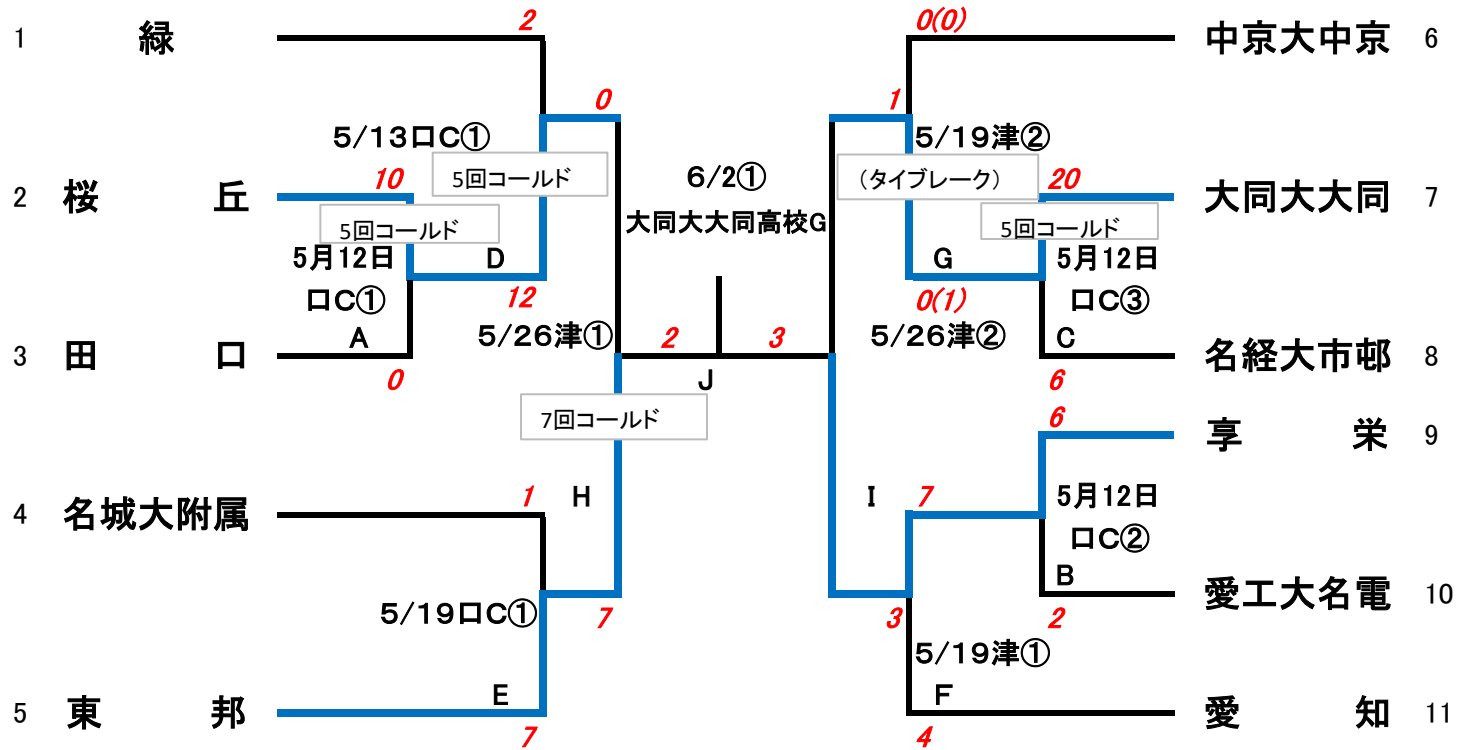 1 緑
2
0(0)
中京大中京 6
0
1
5/13口C①
5/19津②
5回コールド
6/2①
(タイブレーク)
2 桜 丘
10
20
大同大大同 7
大同大大同高校G
5回コールド
5回コールド
5月12日
D
G
5月12日
口C①
12
0(1)
口C③
A
5/26津①
2
3
5/26津②
C
3 田 口
0
J
6
名経大市邨 8
7回コールド
6
享 栄 9
4 名城大附属
1
H
I
7
5月12日
口C②
B
5/19口C①
7
3
2
愛工大名電 10
5/19津①
E
F
5 東 邦
7
4
愛 知 11